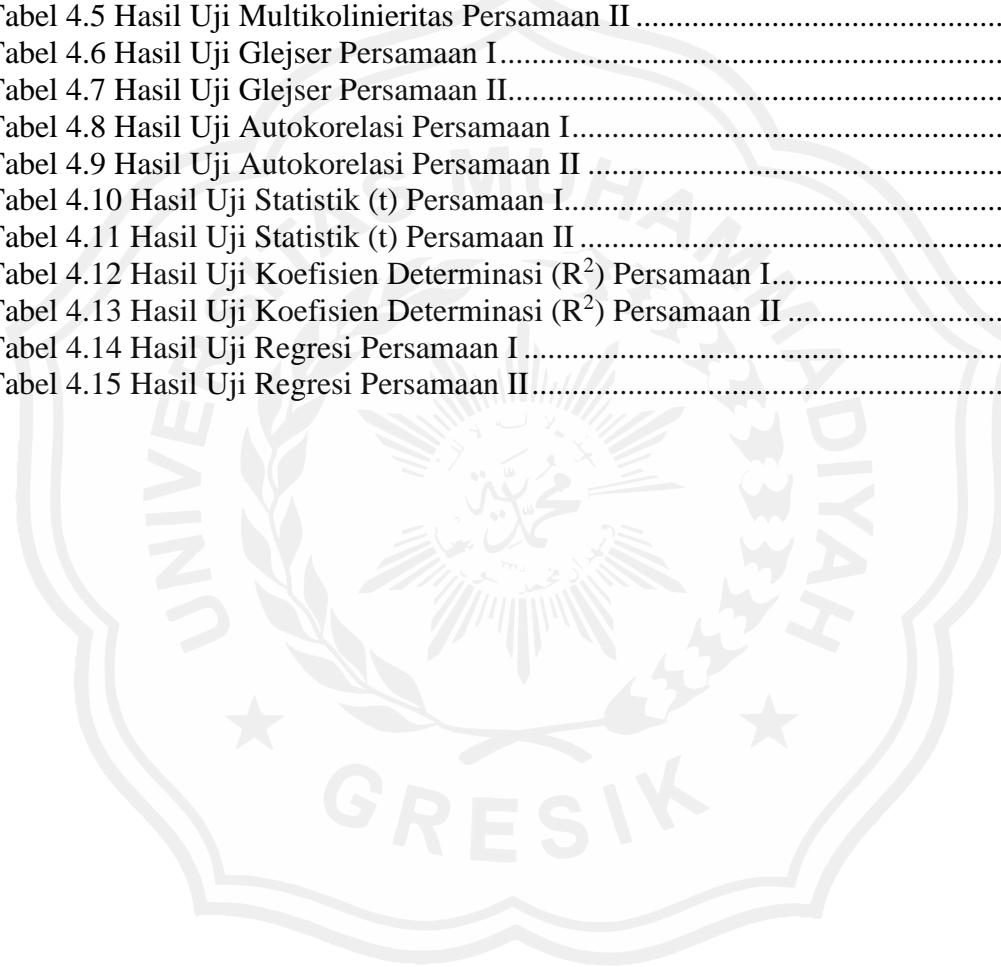 Tabel 4.5 Hasil Uji Multikolinieritas Persamaan II ....................................................
Tabel 4.6 Hasil Uji Glejser Persamaan I ....................................................
Tabel 4.7 Hasil Uji Glejser Persamaan II ....................................................
Tabel 4.8 Hasil Uji Autokorelasi Persamaan I ....................................................
Tabel 4.9 Hasil Uji Autokorelasi Persamaan II ....................................................
Tabel 4.10 Hasil Uji Statistik (t) Persamaan I ....................................................
Tabel 4.11 Hasil Uji Statistik (t) Persamaan II ....................................................
Tabel 4.12 Hasil Uji Koefisien Determinasi (R²) Persamaan I ..............................
Tabel 4.13 Hasil Uji Koefisien Determinasi (R²) Persamaan II ..............................
Tabel 4.14 Hasil Uji Regresi Persamaan I ....................................................
Tabel 4.15 Hasil Uji Regresi Persamaan II ....................................................
UNIVERSITAS MUHAMMADIYAH
محمد
GRESIK